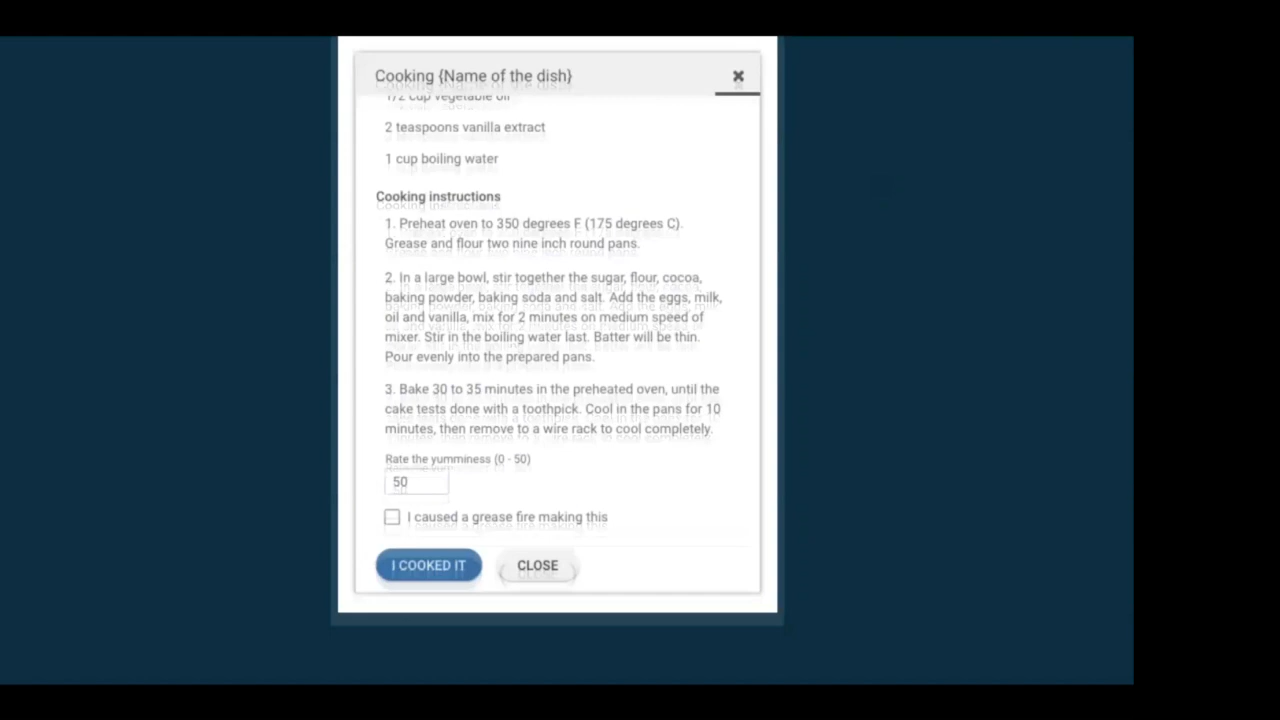 Cooking {Name of the dish}
1/2 cup vegetable oil
2 teaspoons vanilla extract
1 cup boiling water
Cooking instructions
1. Preheat oven to 350 degrees F (175 degrees C).
Grease and flour two nine inch round pans.
2. In a large bowl, stir together the sugar, flour, cocoa,
baking powder, baking soda and salt. Add the eggs, milk,
oil and vanilla, mix for 2 minutes on medium speed of
mixer. Stir in the boiling water last. Batter will be thin.
Pour evenly into the prepared pans.
3. Bake 30 to 35 minutes in the preheated oven, until the
cake tests done with a toothpick. Cool in the pans for 10
minutes, then remove to a wire rack to cool completely.
Rate the yumminess (0 - 50)
50
I caused a grease fire making this
I COOKED IT CLOSE